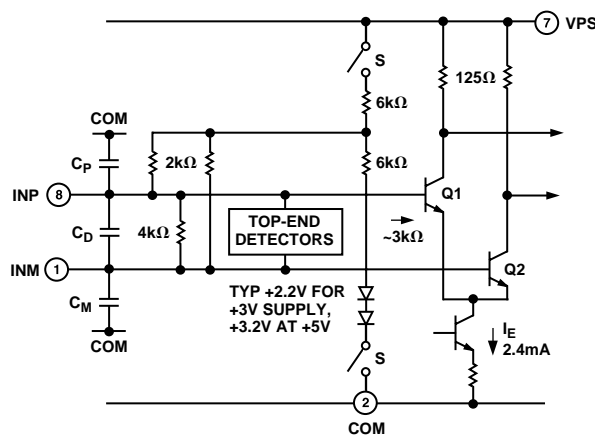 7 VPS
S
125Ω
6kΩ
COM
2kΩ
6kΩ
CP
INP 8
Q1
CD
4kΩ
TOP-END
DETECTORS
~3kΩ
INM 1
Q2
CM
TYP +2.2V FOR
+3V SUPPLY,
+3.2V AT +5V
COM
IE
2.4mA
S
2
COM